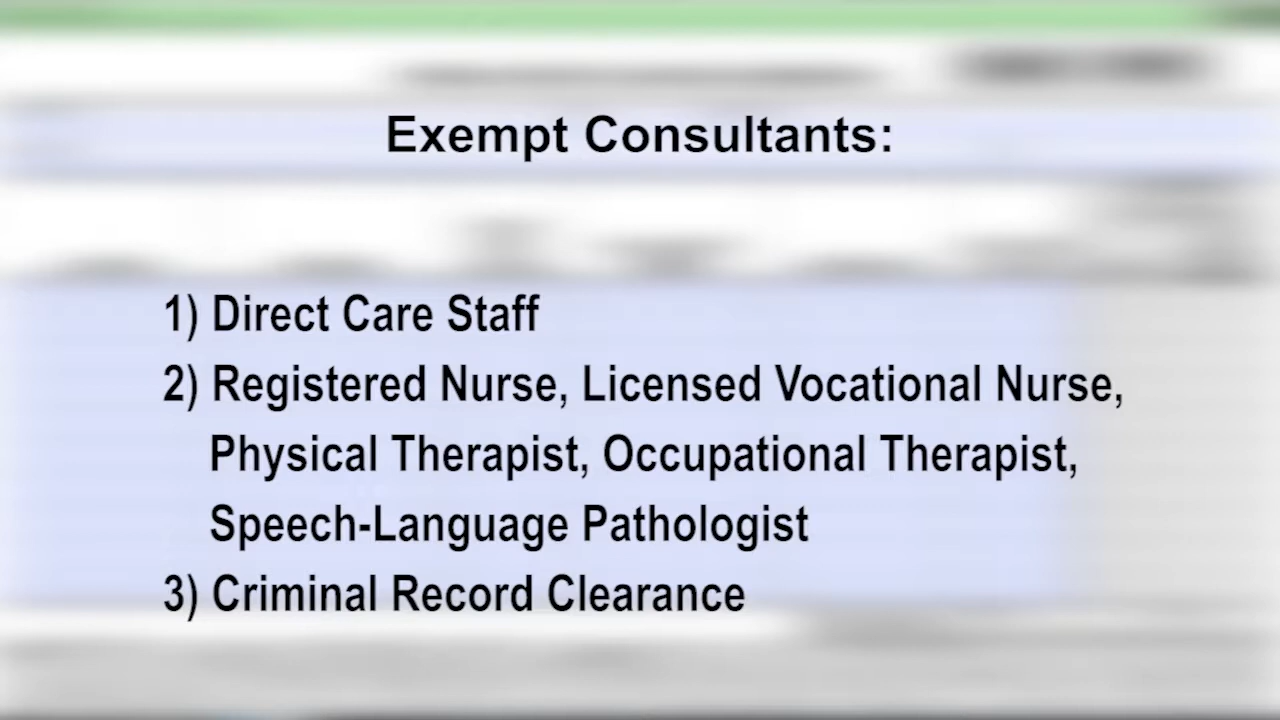 Exempt Consultants:
1) Direct Care Staff
2) Registered Nurse, Licensed Vocational Nurse,
Physical Therapist, Occupational Therapist,
Speech-Language Pathologist
3) Criminal Record Clearance